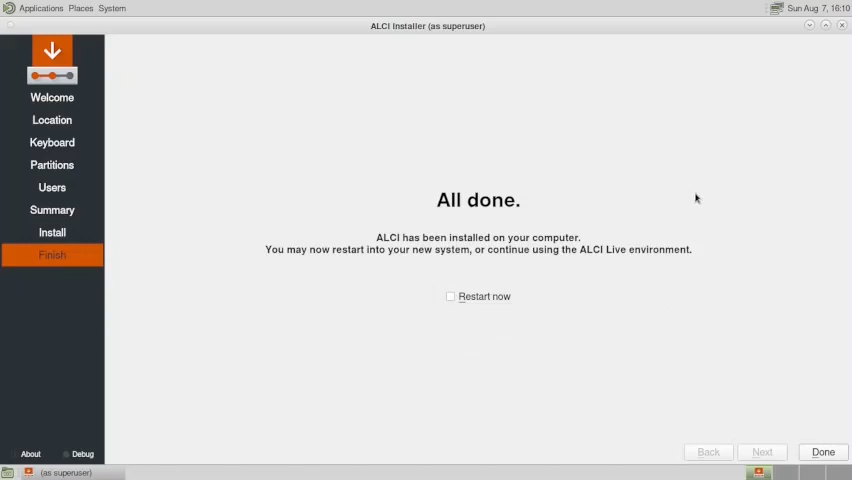 Applications Places System
Sun Aug 7, 16:10
ALCI Installer (as superuser)
Welcome
Location
Keyboard
Partitions
Users
Summary
Install
Finish
All done.
ALCI has been installed on your computer.
You may now restart into your new system, or continue using the ALCI Live environment.
Restart now
About
Debug
Back
Next
Done
(as superuser)